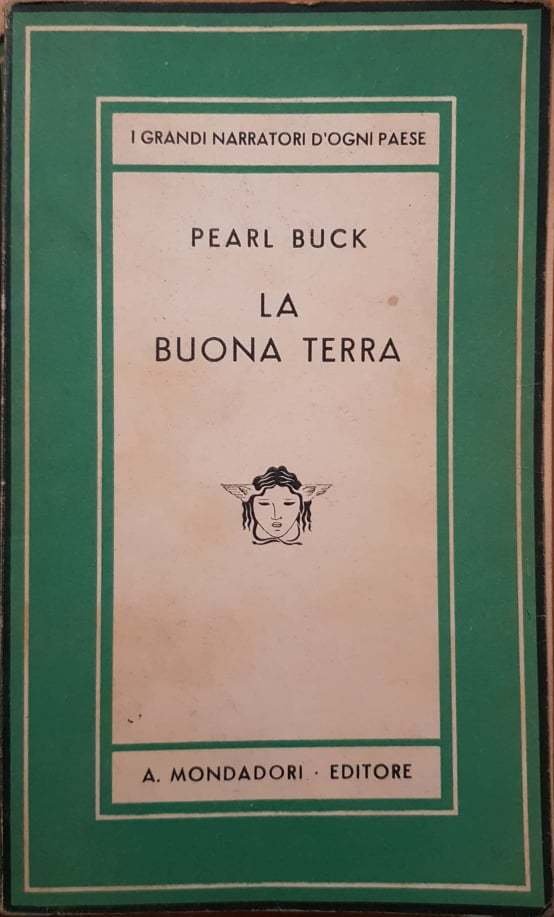 I GRANDI NARRATORI D'OGNI PAESE
PEARL BUCK
LA
BUONA TERRA
A. MONDADORI · EDITORE